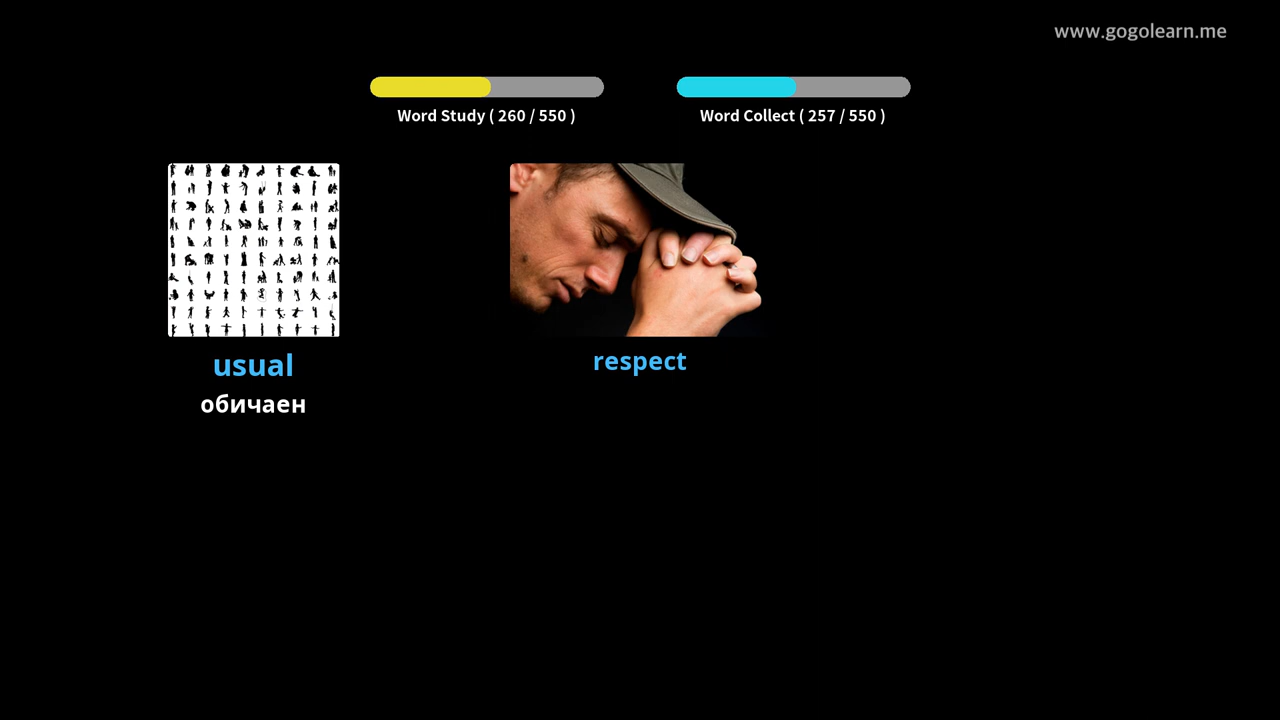 www.gogolearn.me
Word Study ( 260 / 550 )
Word Collect ( 257 / 550 )
usual
обичаен
respect